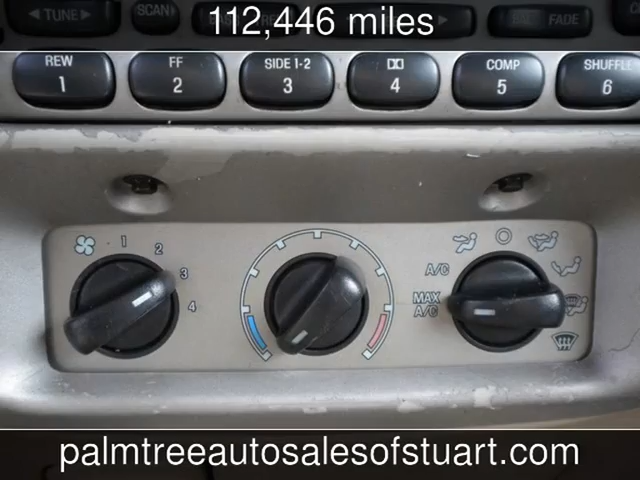 112,446 miles
TUNE
SCAN
FADE
REW
FF
SIDE 1-2
COMP
SHUFFLE
1
2
3
4
5
6
1
2
3
4
A/C
MAX
A/C
palmtreeautosalesofstuart.com